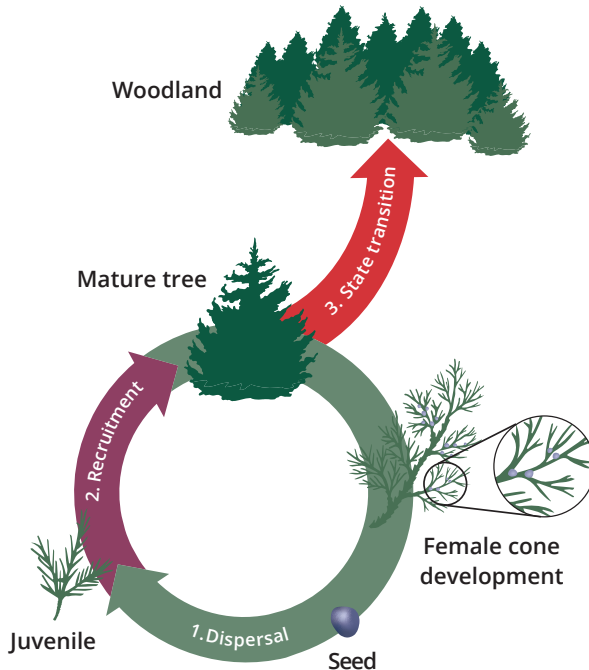 Woodland
3. State transition
Mature tree
2. Recruitment
Female cone
development
Juvenile
1.Dispersal
Seed